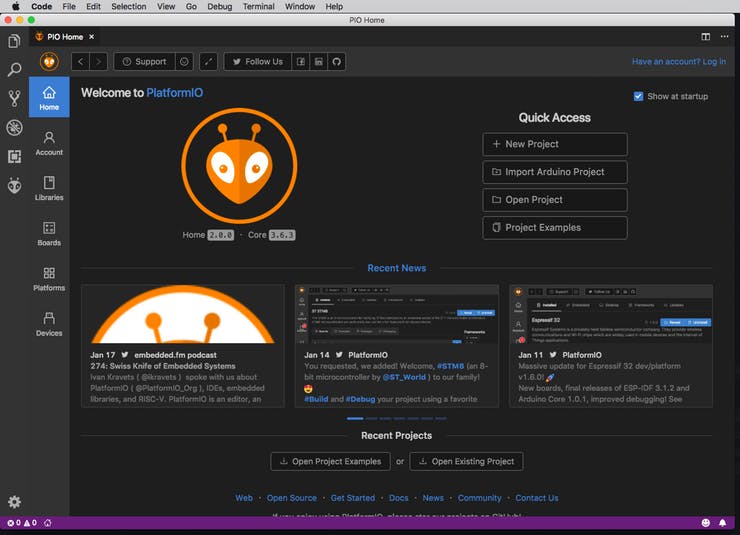 Code File Edit Selection View Go Debug Terminal Window Help
PIO Home
PIO Home
Support Follow Us Have an account? Log in
Home
Account
Libraries
Boards
Platforms
Devices
Welcome to PlatformIO
Show at startup
Home 2.0.0 · Core 3.6.3
Quick Access
New Project
Import Arduino Project
Open Project
Project Examples
Recent News
Jan 17 embedded.fm podcast
274: Swiss Knife of Embedded Systems
Ivan Kravets ( @ikravets ) spoke with us about
PlatformIO ( @PlatformIO_Org ), IDEs, embedded
libraries, and RISC-V. PlatformIO is an editor, an
Jan 14 PlatformIO
You requested, we added! Welcome, #STM8 (an 8-
bit microcontroller by @ST_World ) to our family!
😍
#Build and #Debug your project using a favorite
Espressif 32
Jan 11 PlatformIO
Massive update for Espressif 32 dev/platform
v1.6.0! 🚀
New boards, final releases of ESP-IDF 3.1.2 and
Arduino Core 1.0.1, improved debugging! See
Recent Projects
Open Project Examples or Open Existing Project
Web · Open Source · Get Started · Docs · News · Community · Contact Us
0 0